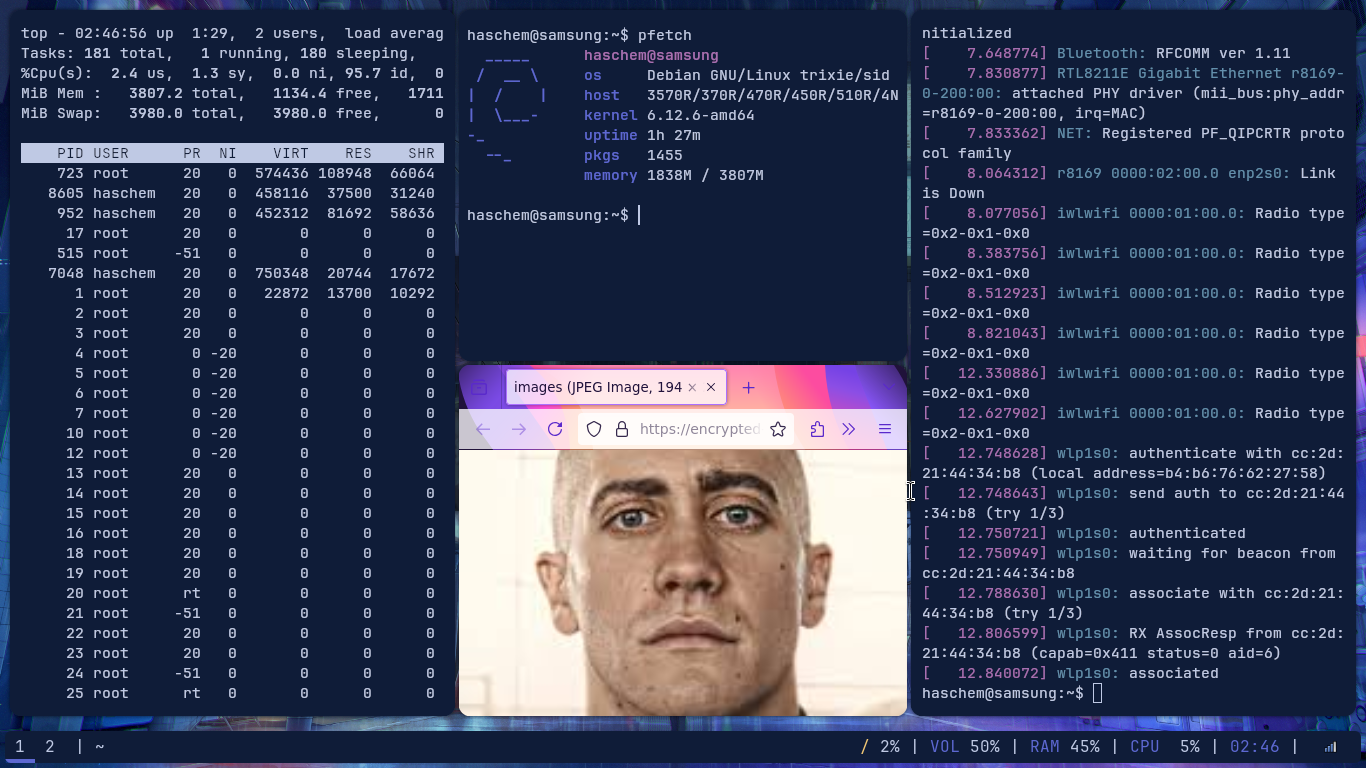 top - 02:46:56 up  1:29,  2 users,  load averag
Tasks: 181 total,   1 running, 180 sleeping,
%Cpu(s):  2.4 us,  1.3 sy,  0.0 ni, 95.7 id,  0
MiB Mem :   3807.2 total,   1134.4 free,   1711
MiB Swap:   3980.0 total,   3980.0 free,      0
PID USER      PR  NI    VIRT    RES    SHR
723 root      20   0  574436 108948  66064
8605 haschem   20   0  458116  37500  31240
952 haschem   20   0  452312  81692  58636
17 root      20   0       0      0      0
515 root     -51   0       0      0      0
7048 haschem   20   0  750348  20744  17672
1 root      20   0   22872  13700  10292
2 root      20   0       0      0      0
3 root      20   0       0      0      0
4 root       0 -20       0      0      0
5 root       0 -20       0      0      0
6 root       0 -20       0      0      0
7 root       0 -20       0      0      0
10 root       0 -20       0      0      0
12 root       0 -20       0      0      0
13 root      20   0       0      0      0
14 root      20   0       0      0      0
15 root      20   0       0      0      0
16 root      20   0       0      0      0
18 root      20   0       0      0      0
19 root      20   0       0      0      0
20 root      rt   0       0      0      0
21 root     -51   0       0      0      0
22 root      20   0       0      0      0
23 root      20   0       0      0      0
24 root     -51   0       0      0      0
25 root      rt   0       0      0      0
haschem@samsung:~$ pfetch
haschem@samsung
os     Debian GNU/Linux trixie/sid
host   3570R/370R/470R/450R/510R/4N
kernel 6.12.6-amd64
uptime 1h 27m
pkgs   1455
memory 1838M / 3807M
haschem@samsung:~$
images (JPEG Image, 194
https://encrypted
nitialized
[    7.648774] Bluetooth: RFCOMM ver 1.11
[    7.830877] RTL8211E Gigabit Ethernet r8169-
0-200:00: attached PHY driver (mii_bus:phy_addr
=r8169-0-200:00, irq=MAC)
[    7.833362] NET: Registered PF_QIPCRTR proto
col family
[    8.064312] r8169 0000:02:00.0 enp2s0: Link
is Down
[    8.077056] iwlwifi 0000:01:00.0: Radio type
=0x2-0x1-0x0
[    8.383756] iwlwifi 0000:01:00.0: Radio type
=0x2-0x1-0x0
[    8.512923] iwlwifi 0000:01:00.0: Radio type
=0x2-0x1-0x0
[    8.821043] iwlwifi 0000:01:00.0: Radio type
=0x2-0x1-0x0
[   12.330886] iwlwifi 0000:01:00.0: Radio type
=0x2-0x1-0x0
[   12.627902] iwlwifi 0000:01:00.0: Radio type
=0x2-0x1-0x0
[   12.748628] wlp1s0: authenticate with cc:2d:
21:44:34:b8 (local address=b4:b6:76:62:27:58)
[   12.748643] wlp1s0: send auth to cc:2d:21:44
:34:b8 (try 1/3)
[   12.750721] wlp1s0: authenticated
[   12.750949] wlp1s0: waiting for beacon from
cc:2d:21:44:34:b8
[   12.788630] wlp1s0: associate with cc:2d:21:
44:34:b8 (try 1/3)
[   12.806599] wlp1s0: RX AssocResp from cc:2d:
21:44:34:b8 (capab=0x411 status=0 aid=6)
[   12.840072] wlp1s0: associated
haschem@samsung:~$
1 2 | ~
/ 2% | VOL 50% | RAM 45% | CPU  5% | 02:46 |